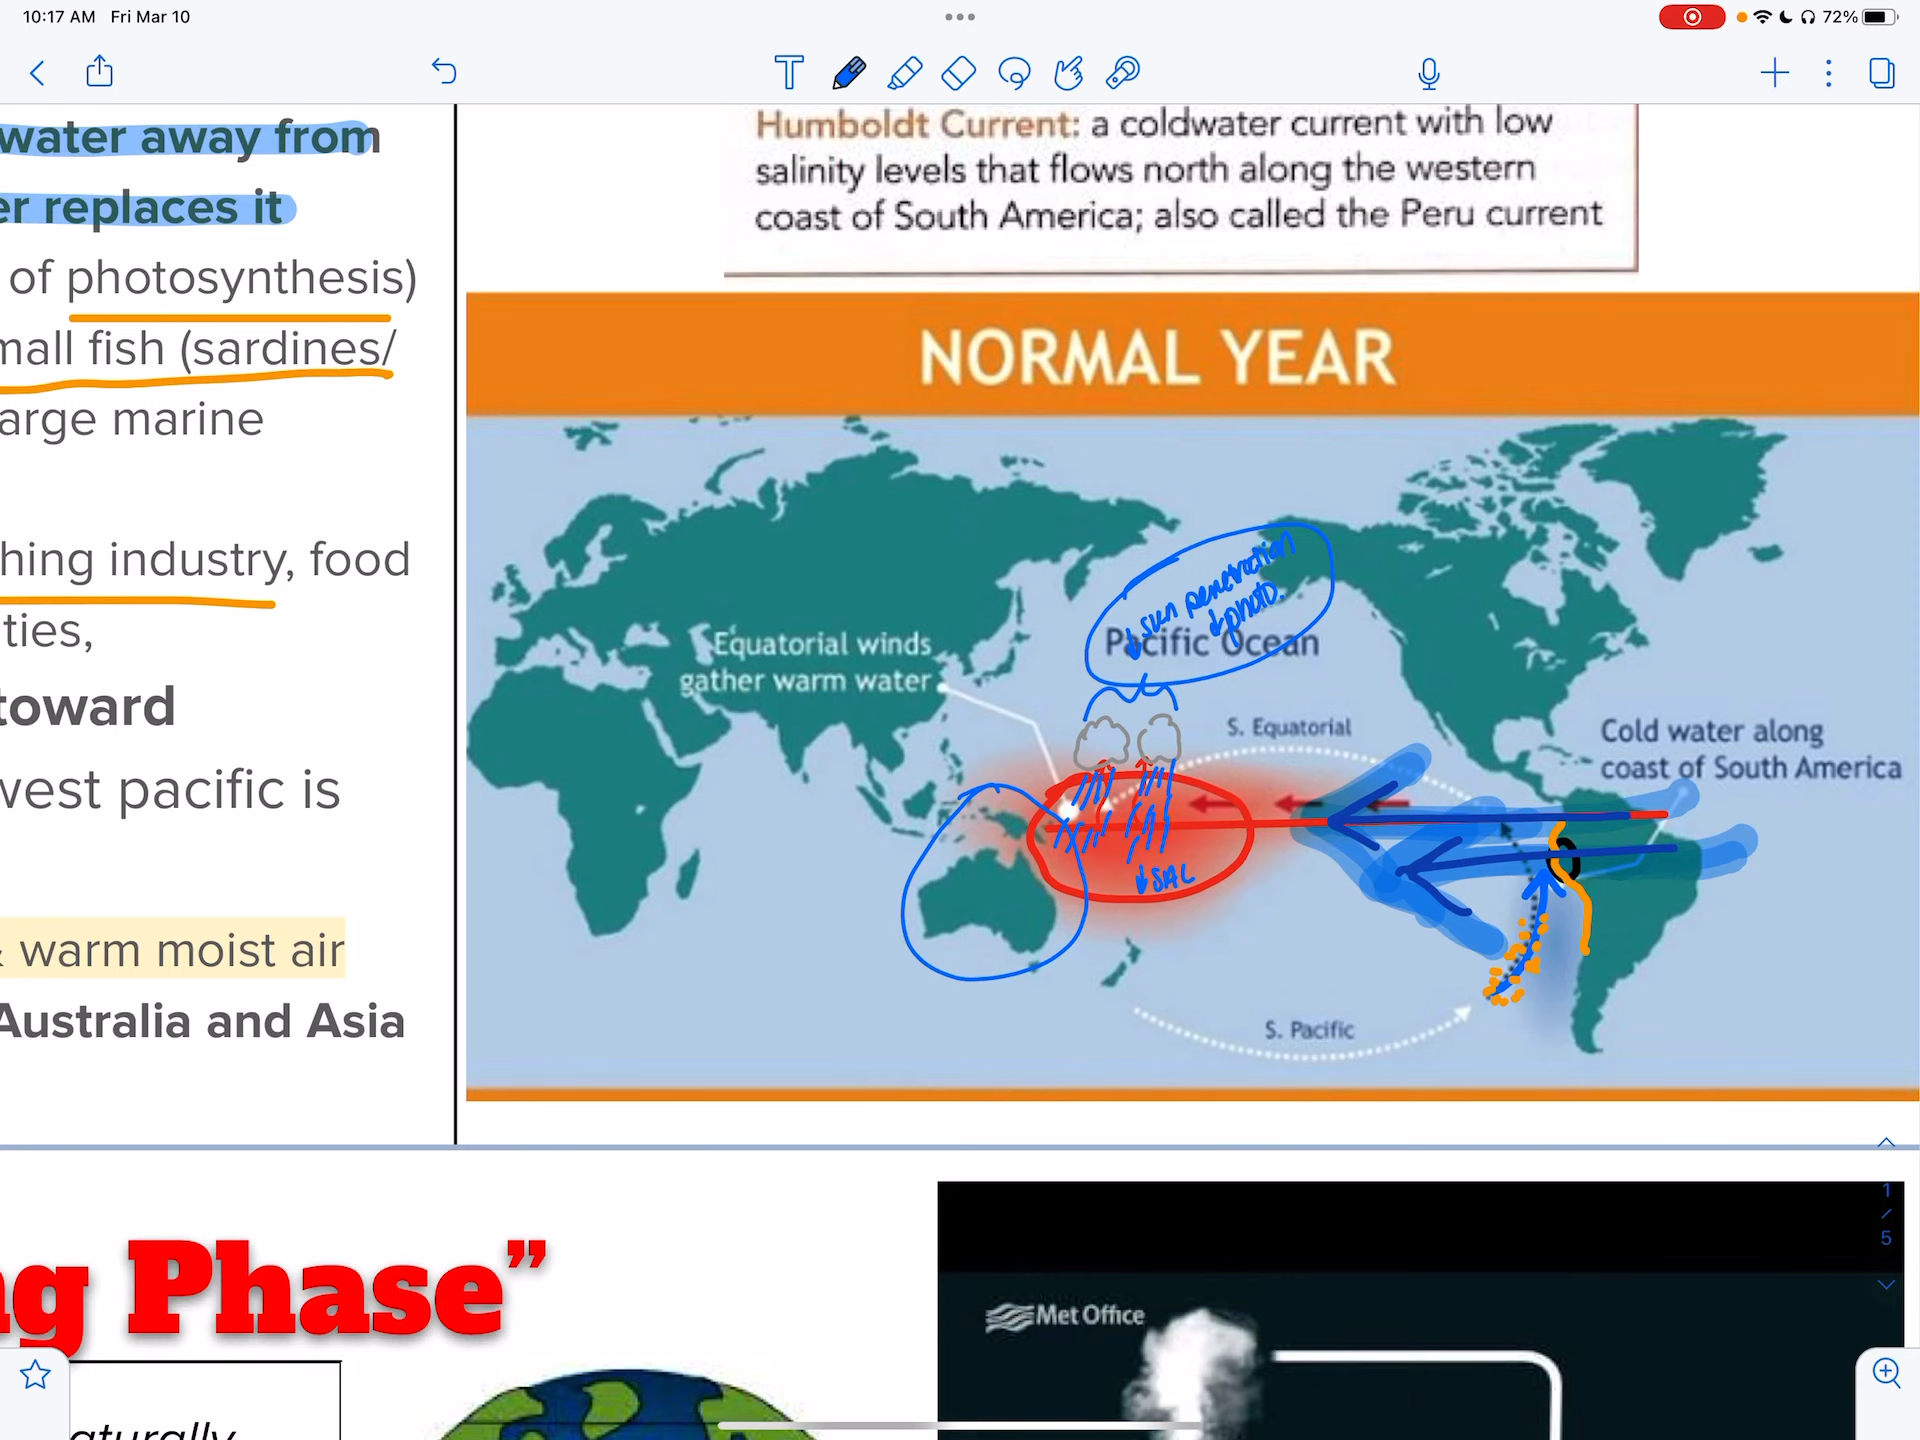 10:17 AM Fri Mar 10
72%
T
water away from
er replaces it
of photosynthesis)
mall fish (sardines/
arge marine
hing industry, food
ties,
toward
west pacific is
& warm moist air
Australia and Asia
Humboldt Current: a coldwater current with low
salinity levels that flows north along the western
coast of South America; also called the Peru current
NORMAL YEAR
↓sun penetration
↓photo.
Pacific Ocean
Equatorial winds
gather warm water
S. Equatorial
Cold water along
coast of South America
↓SAL
S. Pacific
1
/
5
ng Phase”
Met Office
aturally